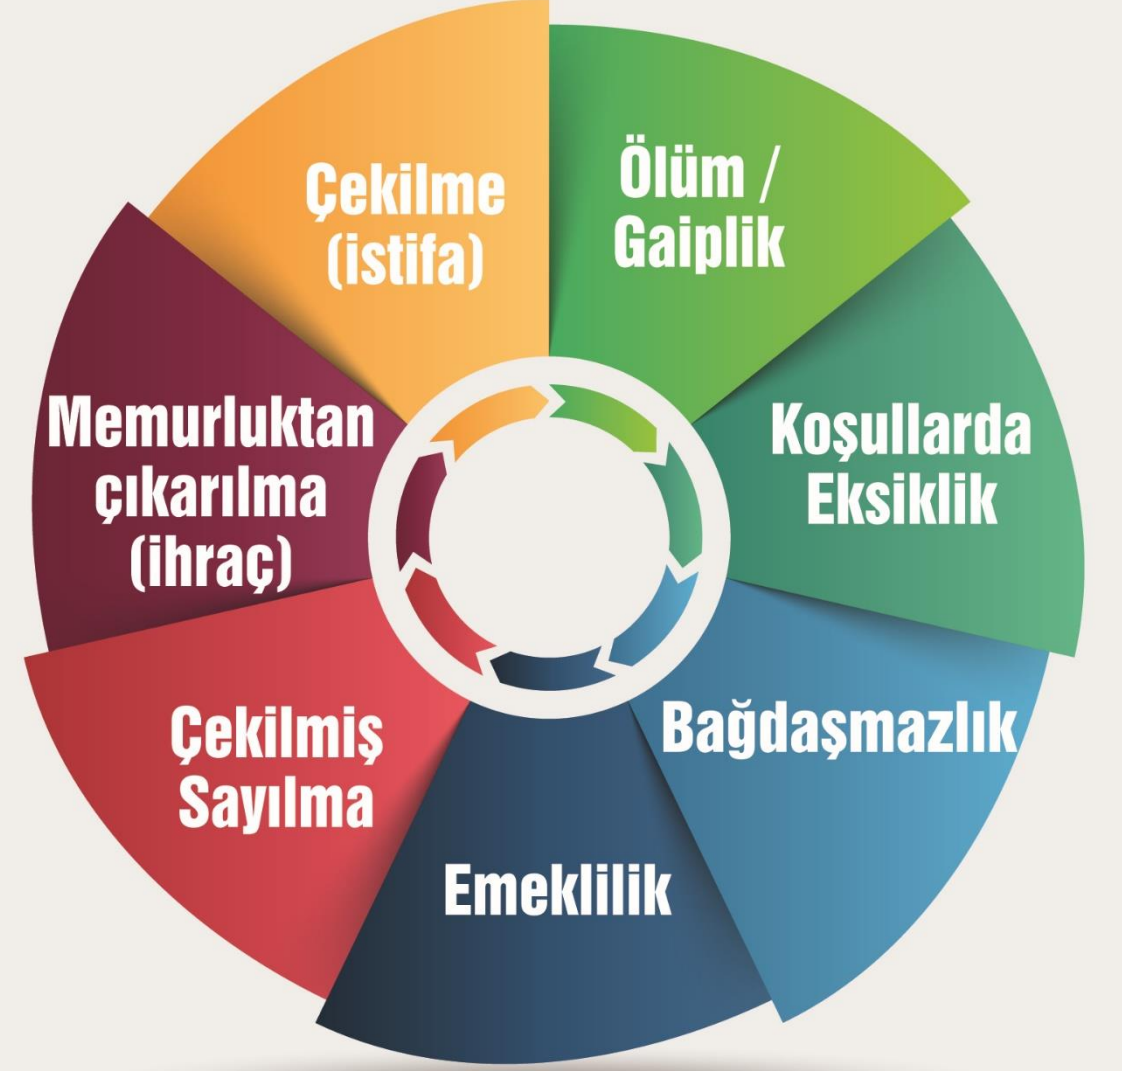 Çekilme
(istifa)
Ölüm /
Gaiplik
Koşullarda
Eksiklik
Bağdaşmazlık
Emeklilik
Çekilmiş
Sayılma
Memurluktan
çıkarılma
(ihraç)